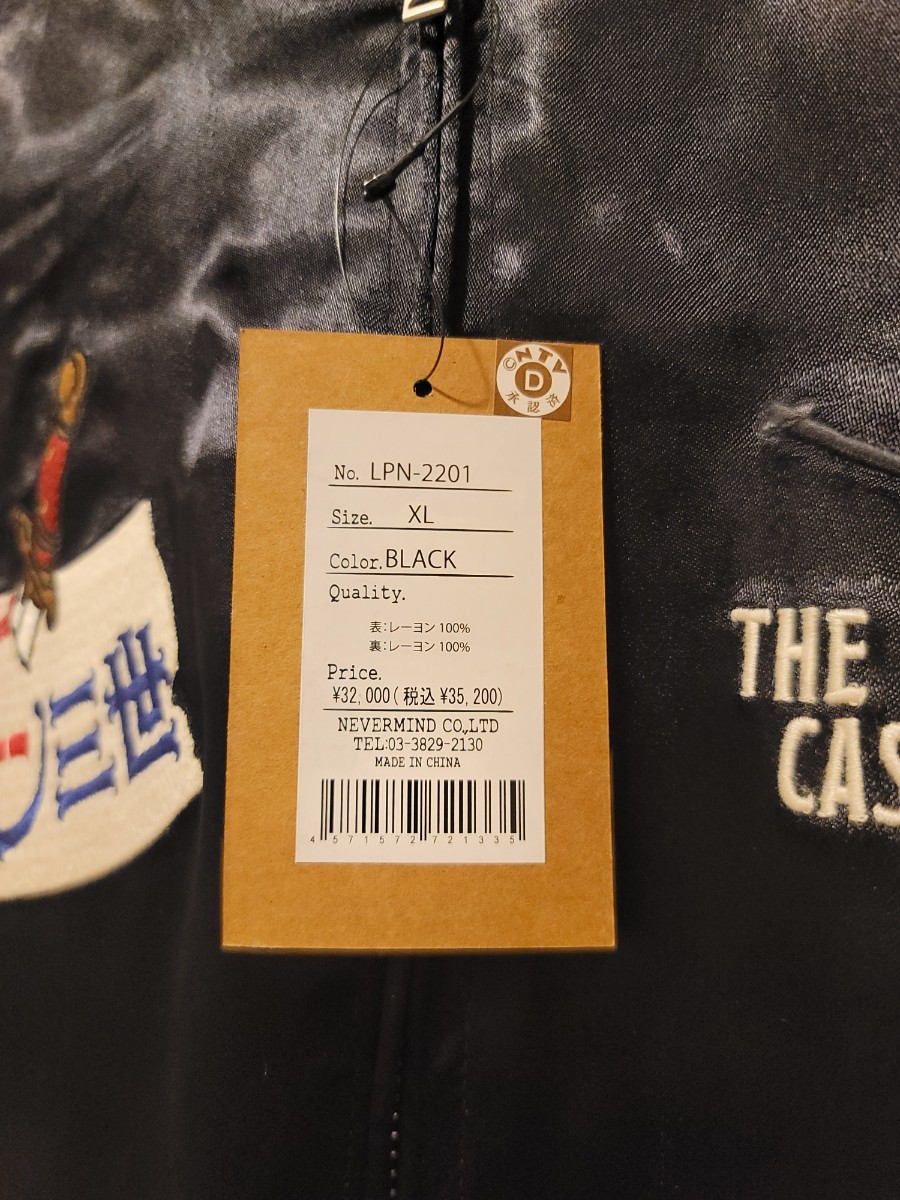 ©NTV
D
承認済
No. LPN-2201
Size. XL
Color. BLACK
Quality.
表:レーヨン 100%
裏:レーヨン 100%
Price.
¥32,000(税込 ¥35,200)
NEVERMIND CO.,LTD
TEL:03-3829-2130
MADE IN CHINA
4571572721335
三世
THE
CAS